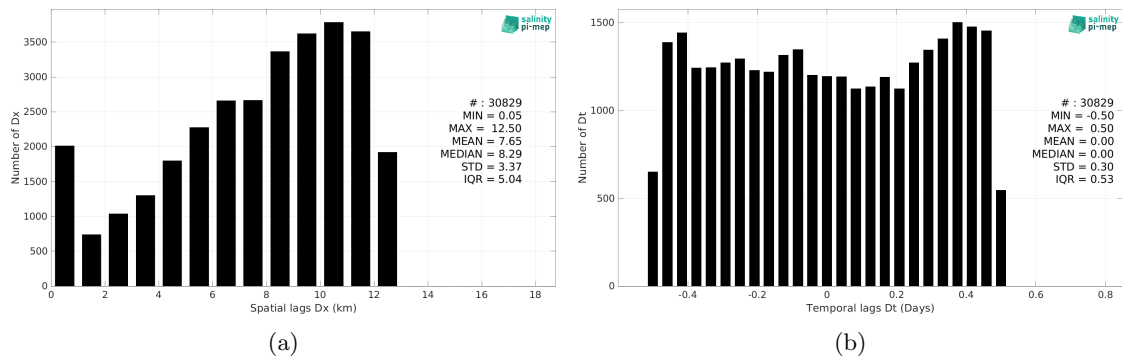 salinity
pi-mep
Number of Dx
3500
3000
2500
2000
1500
1000
500
0
# : 30829
MIN = 0.05
MAX = 12.50
MEAN = 7.65
MEDIAN = 8.29
STD = 3.37
IQR = 5.04
0 2 4 6 8 10 12 14 16 18
Spatial lags Dx (km)
(a)
salinity
pi-mep
Number of Dt
1500
1000
500
0
# : 30829
MIN = -0.50
MAX = 0.50
MEAN = 0.00
MEDIAN = 0.00
STD = 0.30
IQR = 0.53
-0.4 -0.2 0 0.2 0.4 0.6 0.8
Temporal lags Dt (Days)
(b)